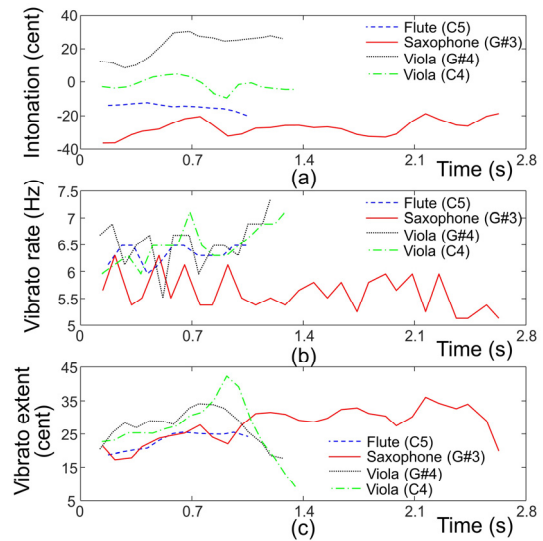 Intonation (cent)
40
20
0
-20
-40
0
0.7
1.4
2.1
2.8
Flute (C5)
Saxophone (G#3)
Viola (G#4)
Viola (C4)
Time (s)
(a)
Vibrato rate (Hz)
7.5
7
6.5
6
5.5
5
0
0.7
1.4
2.1
2.8
Flute (C5)
Saxophone (G#3)
Viola (G#4)
Viola (C4)
Time (s)
(b)
Vibrato extent
(cent)
45
35
25
15
5
0
0.7
1.4
2.1
2.8
Flute (C5)
Saxophone (G#3)
Viola (G#4)
Viola (C4)
Time (s)
(c)